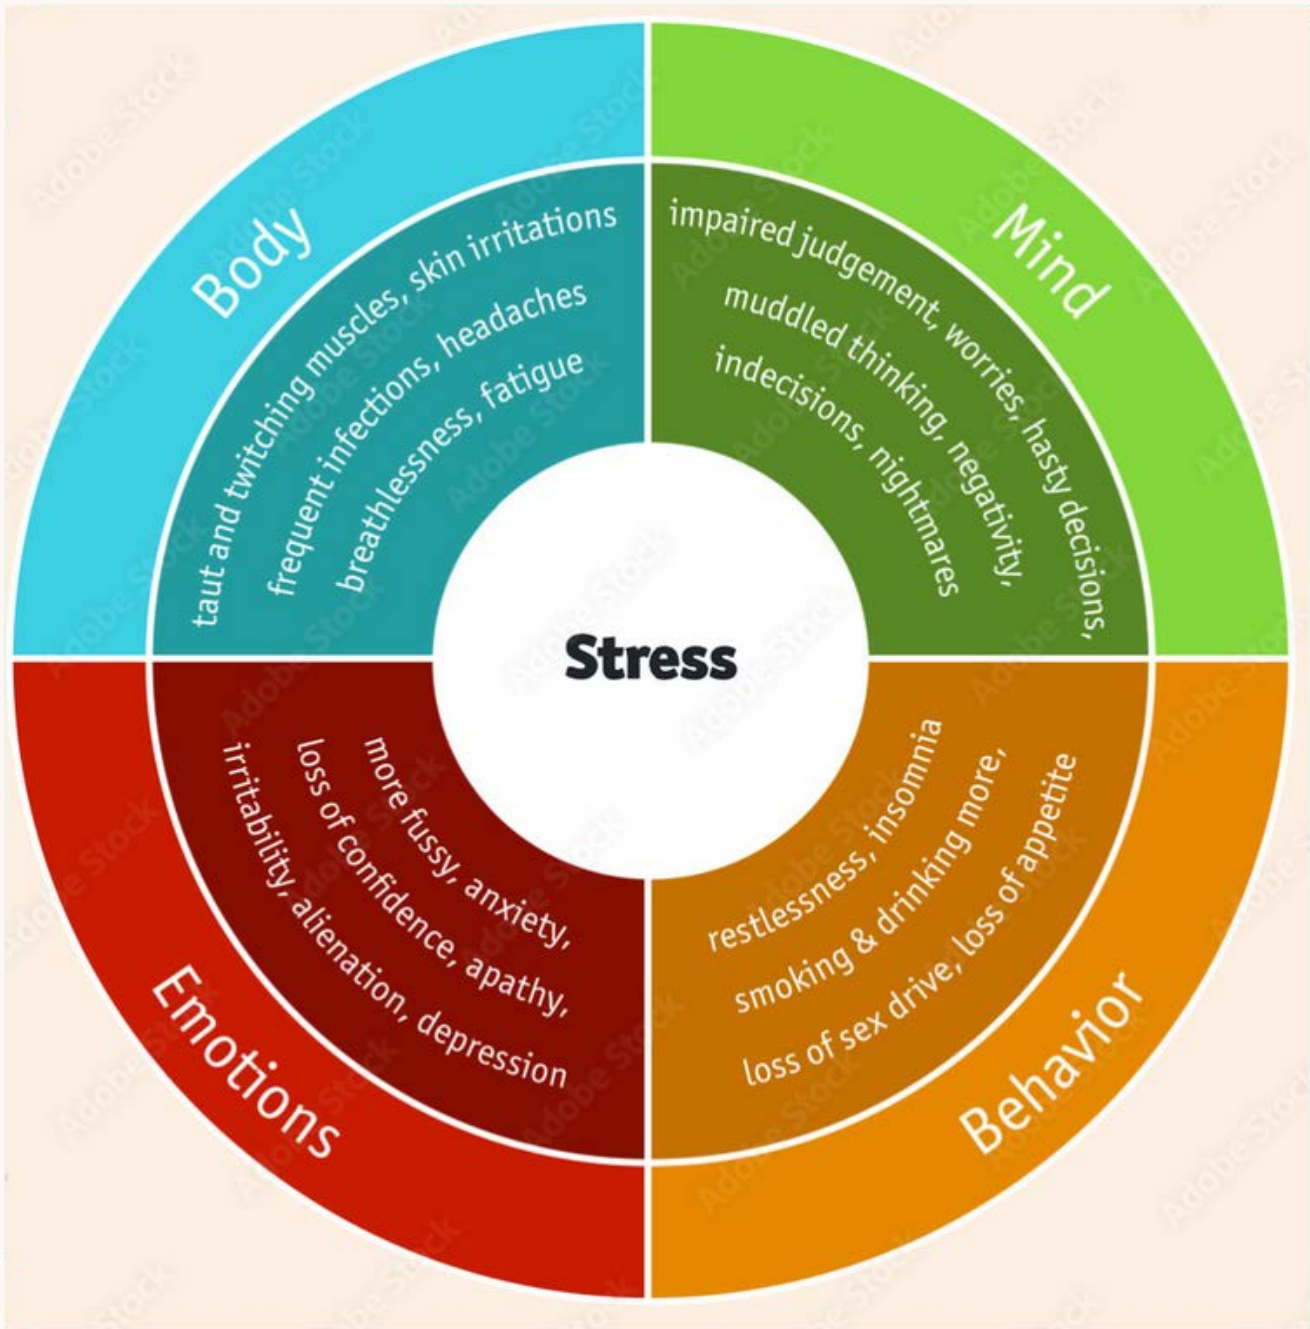 Body
taut and twitching muscles, skin irritations
frequent infections, headaches
breathlessness, fatigue
Mind
impaired judgement, worries, hasty decisions,
muddled thinking, negativity,
indecisions, nightmares
Stress
Emotions
more fussy, anxiety,
loss of confidence, apathy,
irritability, alienation, depression
Behavior
restlessness, insomnia
smoking & drinking more,
loss of sex drive, loss of appetite
Adobe Stock